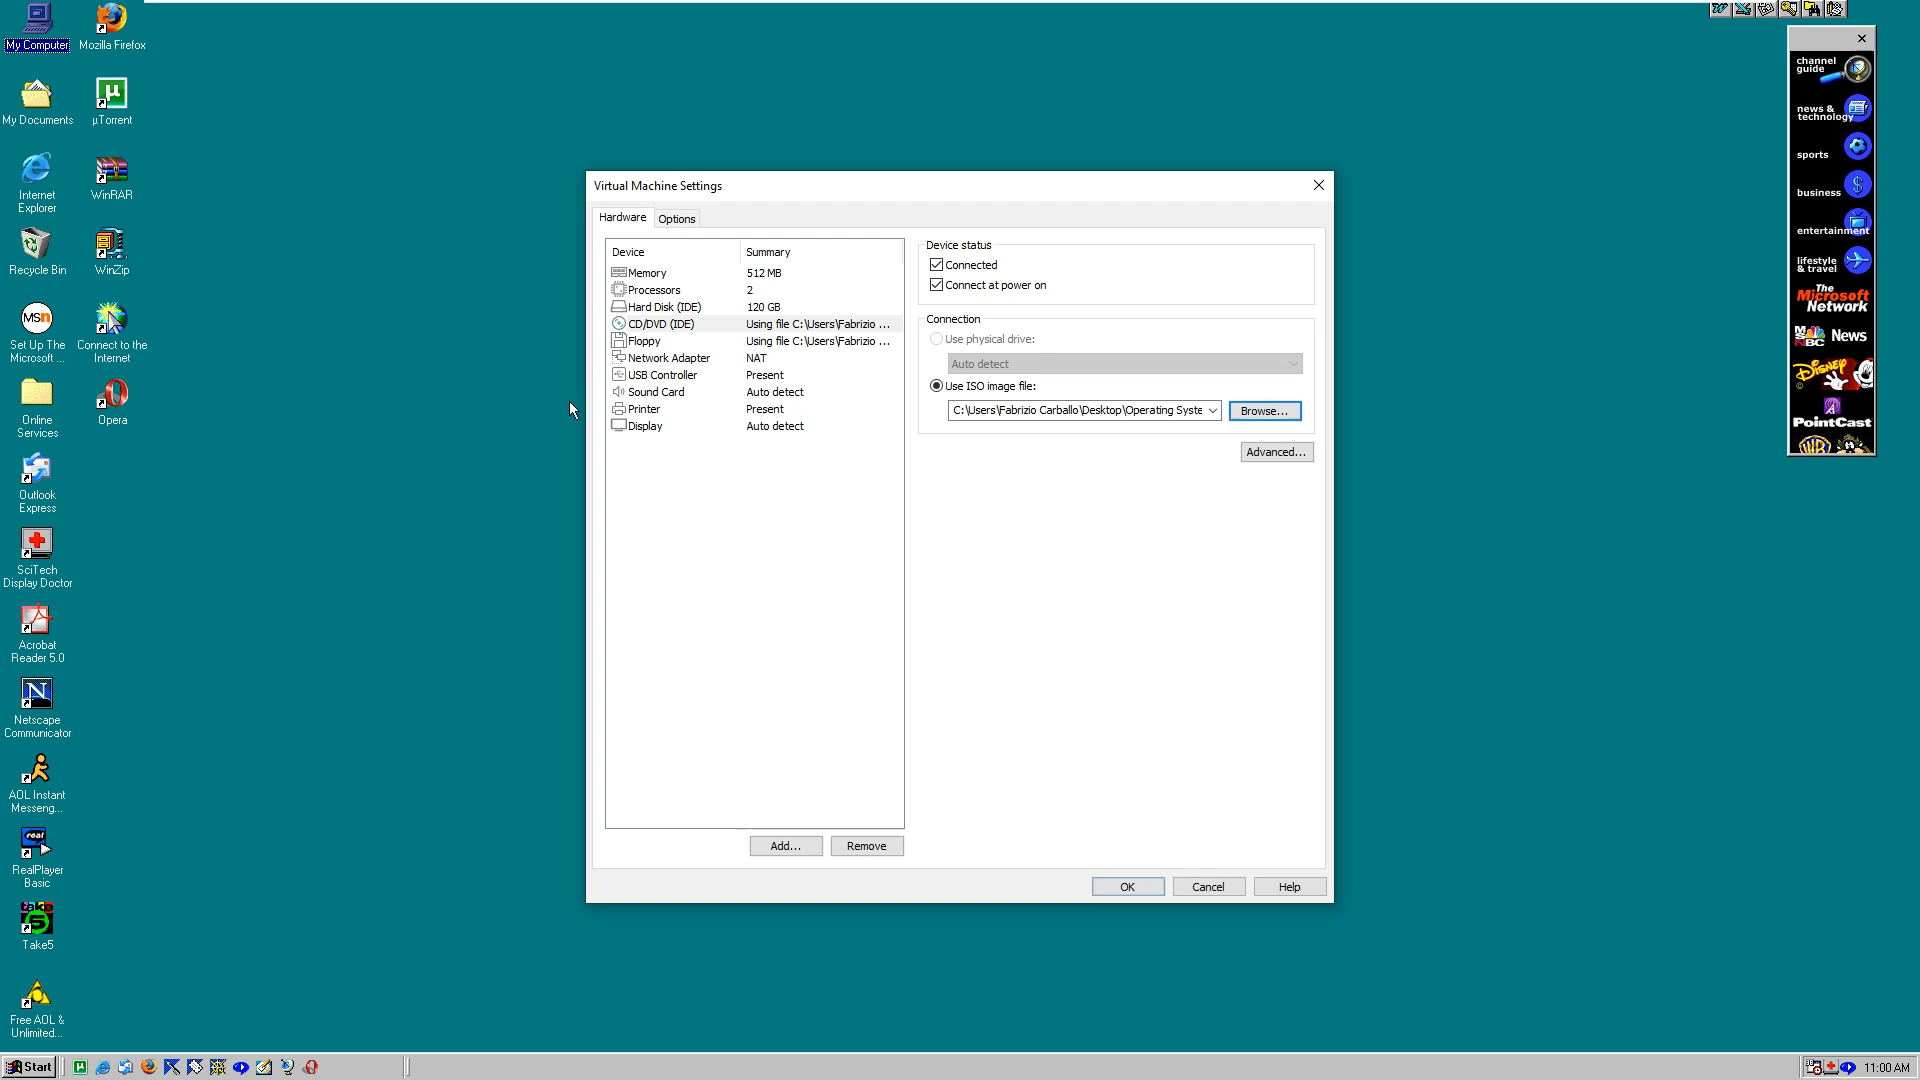 My Computer
Mozilla Firefox
My Documents
µTorrent
Internet
Explorer
WinRAR
Recycle Bin
WinZip
msn
Set Up The
Microsoft ...
Connect to the
Internet
Online
Services
Opera
Outlook
Express
SciTech
Display Doctor
Acrobat
Reader 5.0
N
Netscape
Communicator
AOL Instant
Messeng...
real
RealPlayer
Basic
take
5
Take5
Free AOL &
Unlimited...
Virtual Machine Settings
Hardware
Options
Device
Summary
Memory
512 MB
Processors
2
Hard Disk (IDE)
120 GB
CD/DVD (IDE)
Using file C:\Users\Fabrizio ...
Floppy
Using file C:\Users\Fabrizio ...
Network Adapter
NAT
USB Controller
Present
Sound Card
Auto detect
Printer
Present
Display
Auto detect
Add...
Remove
Device status
Connected
Connect at power on
Connection
Use physical drive:
Auto detect
Use ISO image file:
C:\Users\Fabrizio Carballo\Desktop\Operating Syste
Browse...
Advanced...
OK
Cancel
Help
channel
guide
news &
technology
sports
business
entertainment
lifestyle
& travel
The
Microsoft
Network
MSNBC News
Disney
PointCast
WB
Start
11:00 AM